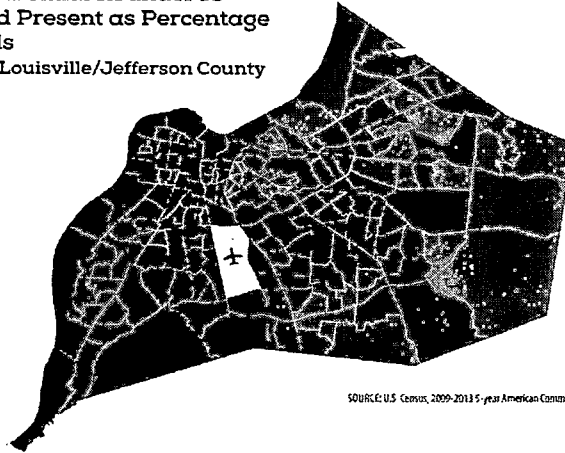 d Present as Percentage
ls
Louisville/Jefferson County
SOURCE: U.S. Census, 2009-2013 5-year American Comm